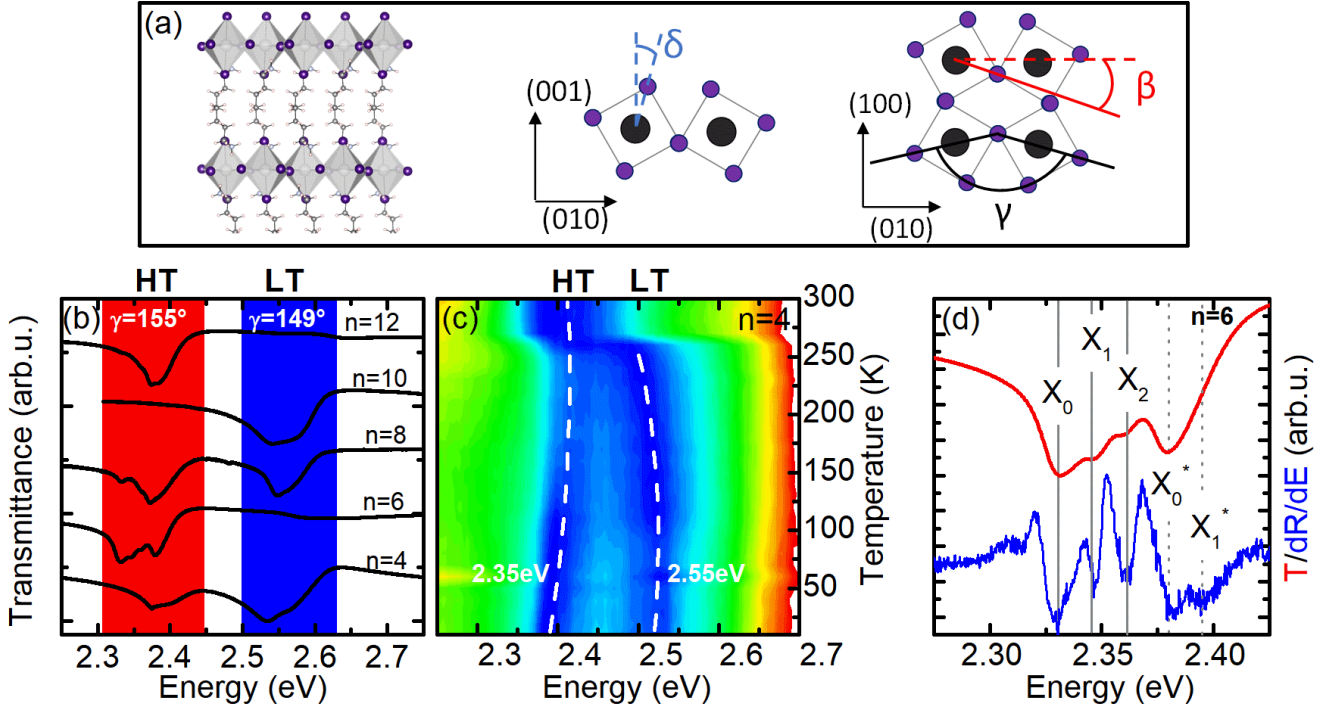 (a)
δ
(001)
(010)
β
(100)
γ
(010)
HT
LT
(b)
γ=155°
γ=149°
n=12
n=10
n=8
n=6
n=4
Transmittance (arb.u.)
2.3
2.4
2.5
2.6
2.7
Energy (eV)
HT
LT
(c)
n=4
2.35eV
2.55eV
300
250
200
150
100
50
Temperature (K)
2.3
2.4
2.5
2.6
2.7
Energy (eV)
(d)
n=6
X0
X1
X2
X0*
X1*
T/dR/dE (arb.u.)
2.30
2.35
2.40
Energy (eV)